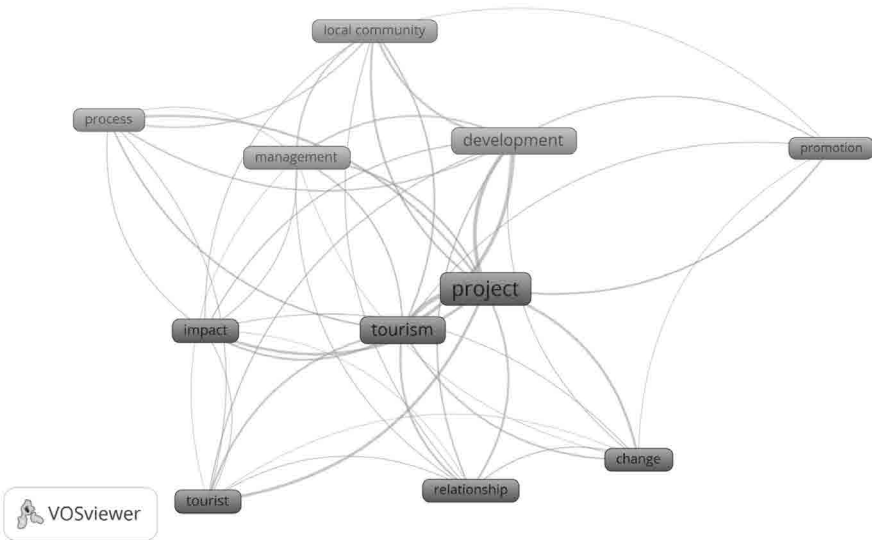 local community
process
development
management
promotion
project
impact
tourism
change
relationship
tourist
VOSviewer